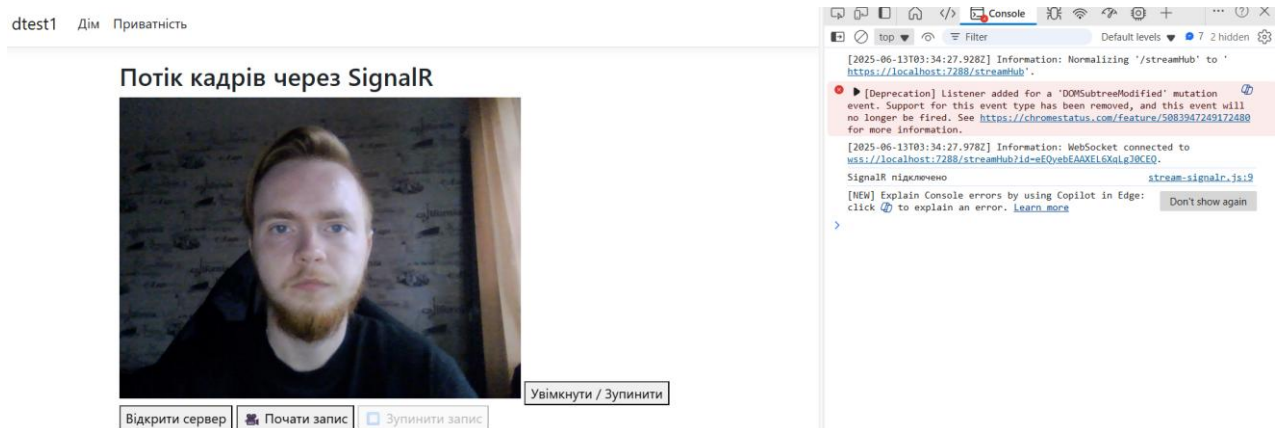 dtest1 Дім Приватність
Потік кадрів через SignalR
Увімкнути / Зупинити
Відкрити сервер Почати запис Зупинити запис
Console
top Filter Default levels 7 2 hidden
[2025-06-13T03:34:27.928Z] Information: Normalizing '/streamHub' to '
https://localhost:7288/streamHub'.
[Deprecation] Listener added for a 'DOMSubtreeModified' mutation
event. Support for this event type has been removed, and this event will
no longer be fired. See https://chromestatus.com/feature/5083947249172480
for more information.
[2025-06-13T03:34:27.978Z] Information: WebSocket connected to
wss://localhost:7288/streamHub?id=eEQyebEAAXEL6XqLgJ0CEQ.
SignalR підключено stream-signalr.js:9
[NEW] Explain Console errors by using Copilot in Edge:
click to explain an error. Learn more
Don't show again